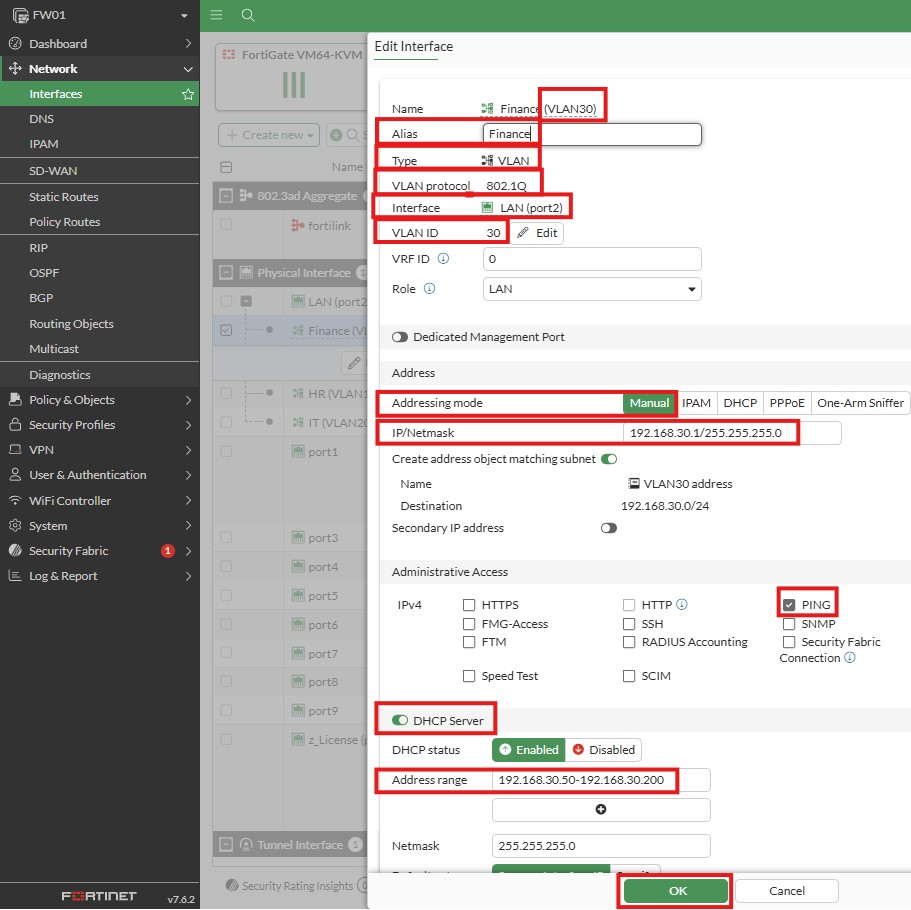 FW01
Dashboard
Network
Interfaces
DNS
IPAM
SD-WAN
Static Routes
Policy Routes
RIP
OSPF
BGP
Routing Objects
Multicast
Diagnostics
Policy & Objects
Security Profiles
VPN
User & Authentication
WiFi Controller
System
Security Fabric 1
Log & Report
FORTINET v7.6.2
FortiGate VM64-KVM
Create new
Name
802.3ad Aggregate
fortilink
Physical Interface
LAN (port2
Finance (VL
HR (VLAN1
IT (VLAN20
port1
port3
port4
port5
port6
port7
port8
port9
z_License (p
Tunnel Interface 1
Security Rating Insights
Edit Interface
Name Finance (VLAN30)
Alias Finance
Type VLAN
VLAN protocol 802.1Q
Interface LAN (port2)
VLAN ID 30 Edit
VRF ID 0
Role LAN
Dedicated Management Port
Address
Addressing mode Manual IPAM DHCP PPPoE One-Arm Sniffer
IP/Netmask 192.168.30.1/255.255.255.0
Create address object matching subnet
Name VLAN30 address
Destination 192.168.30.0/24
Secondary IP address
Administrative Access
IPv4 HTTPS HTTP PING
FMG-Access SSH SNMP
FTM RADIUS Accounting Security Fabric
Connection
Speed Test SCIM
DHCP Server
DHCP status Enabled Disabled
Address range 192.168.30.50-192.168.30.200
Netmask 255.255.255.0
OK Cancel